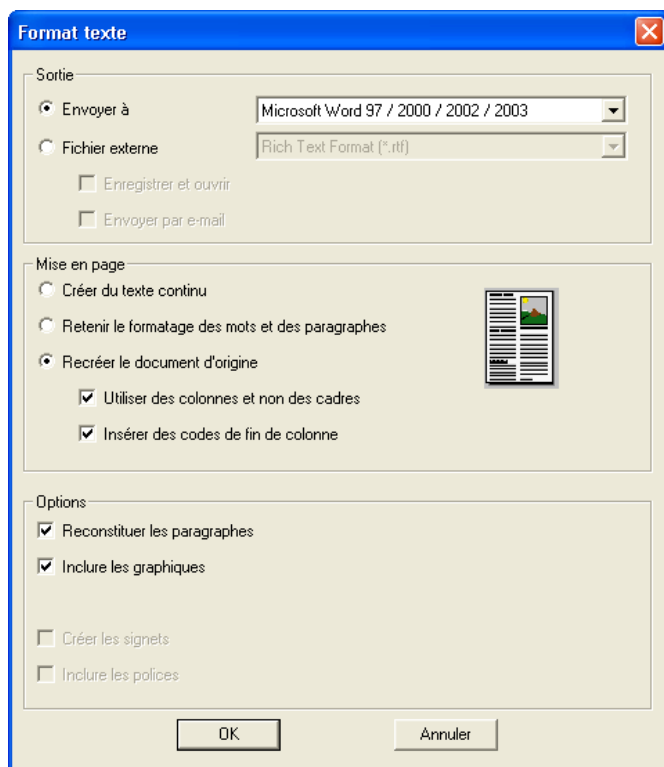 Format texte
Sortie
Envoyer à
Microsoft Word 97 / 2000 / 2002 / 2003
Fichier externe
Rich Text Format (*.rtf)
Enregistrer et ouvrir
Envoyer par e-mail
Mise en page
Créer du texte continu
Retenir le formatage des mots et des paragraphes
Recréer le document d'origine
Utiliser des colonnes et non des cadres
Insérer des codes de fin de colonne
Options
Reconstituer les paragraphes
Inclure les graphiques
Créer les signets
Inclure les polices
OK
Annuler